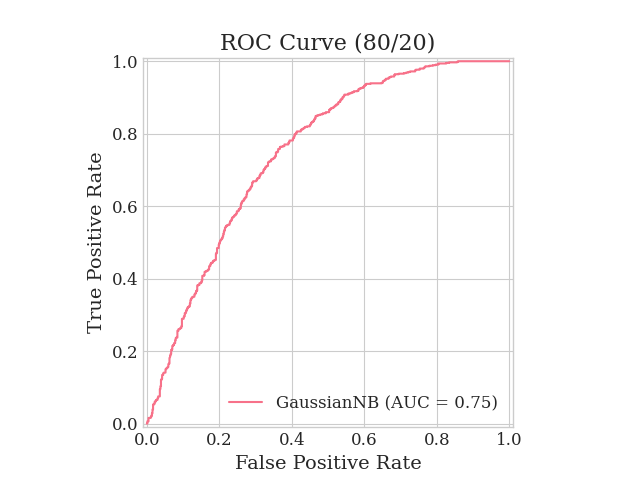 ROC Curve (80/20)
True Positive Rate
1.0
0.8
0.6
0.4
0.2
0.0
GaussianNB (AUC = 0.75)
0.0 0.2 0.4 0.6 0.8 1.0
False Positive Rate